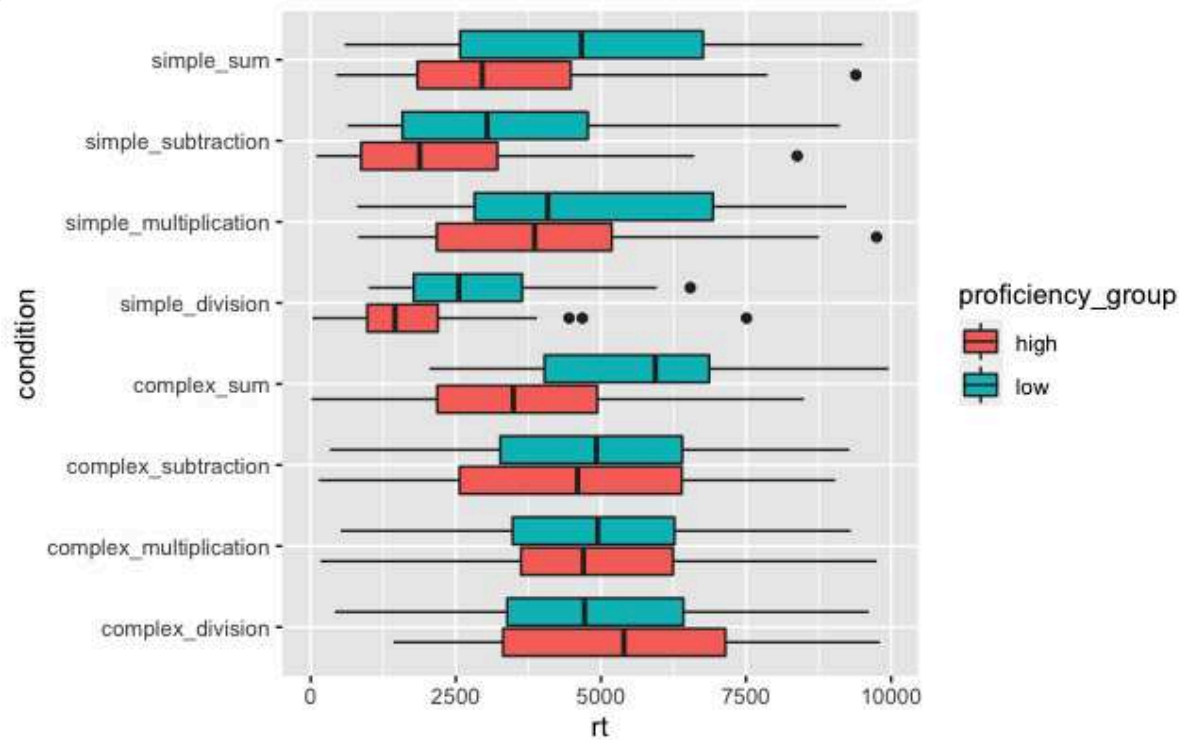 simple_sum
simple_subtraction
simple_multiplication
simple_division
complex_sum
complex_subtraction
complex_multiplication
complex_division
condition
0 2500 5000 7500 10000
rt
proficiency_group
high
low